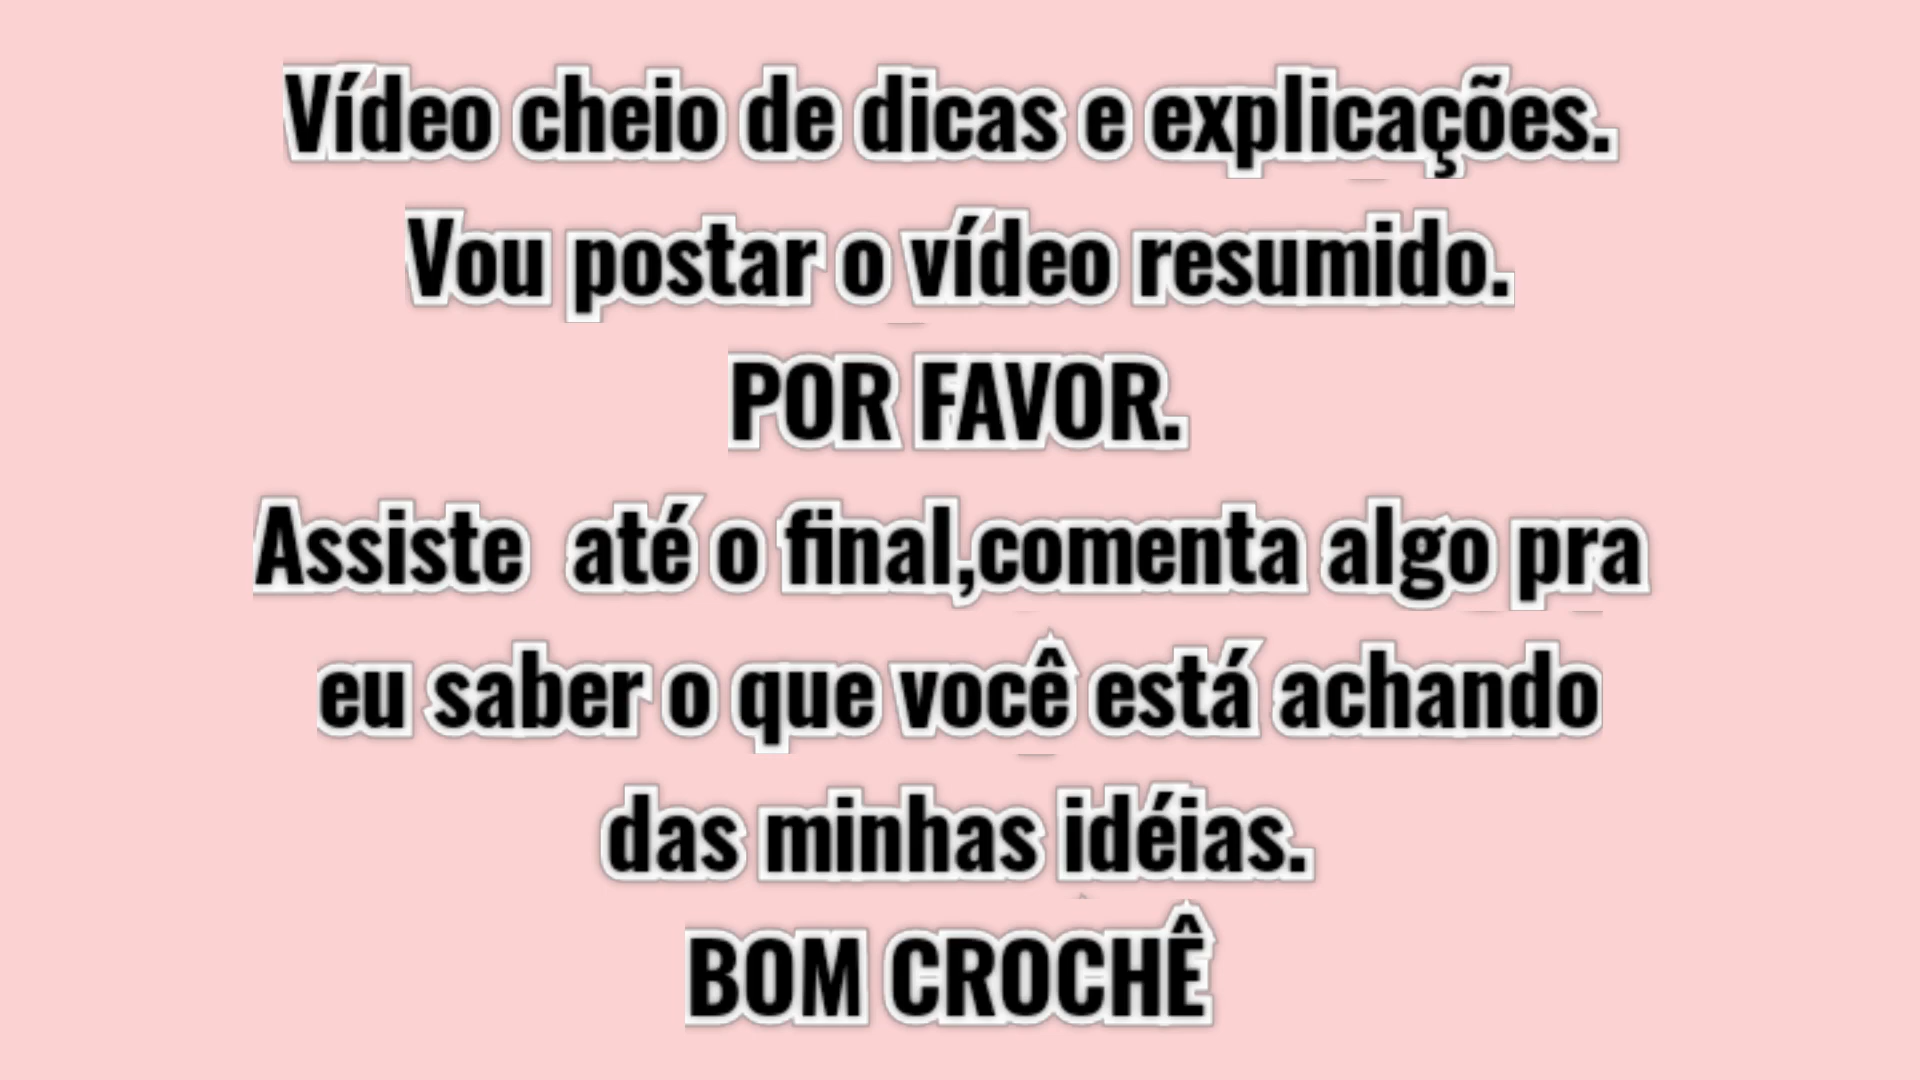 Vídeo cheio de dicas e explicações.
Vou postar o vídeo resumido.
POR FAVOR.
Assiste  até o final,comenta algo pra
eu saber o que você está achando
das minhas idéias.
BOM CROCHÊ